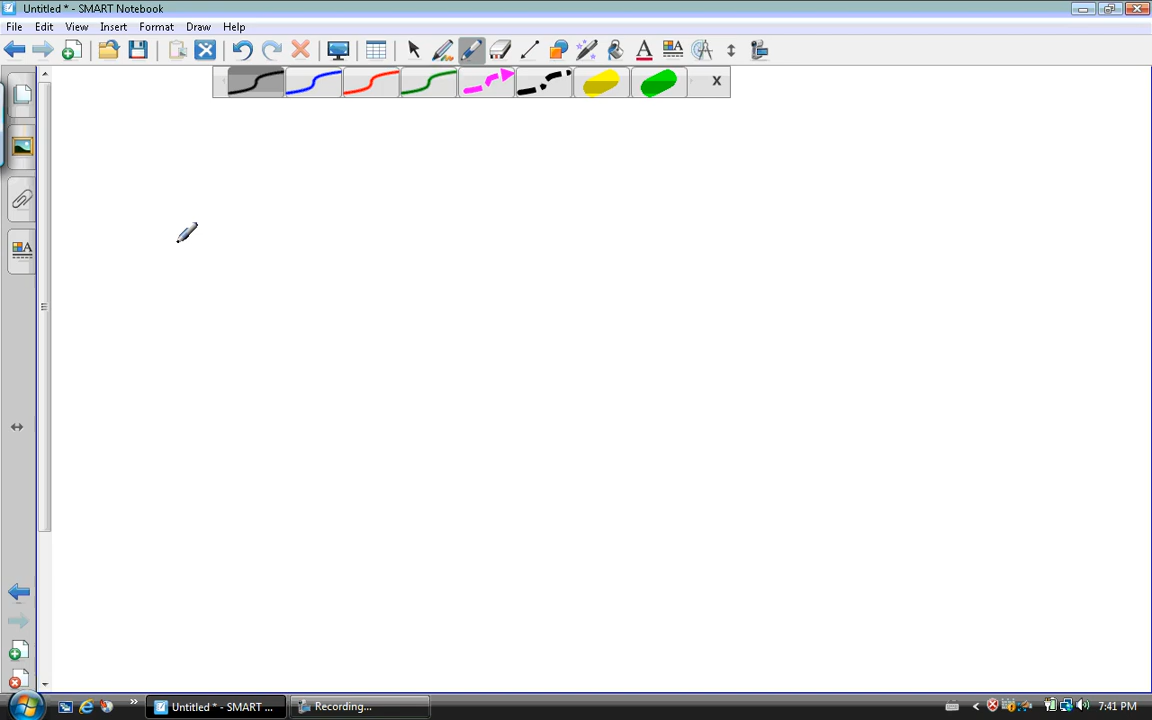 Untitled * - SMART Notebook
File Edit View Insert Format Draw Help
A
x
A
Untitled * - SMART ...
Recording...
7:41 PM